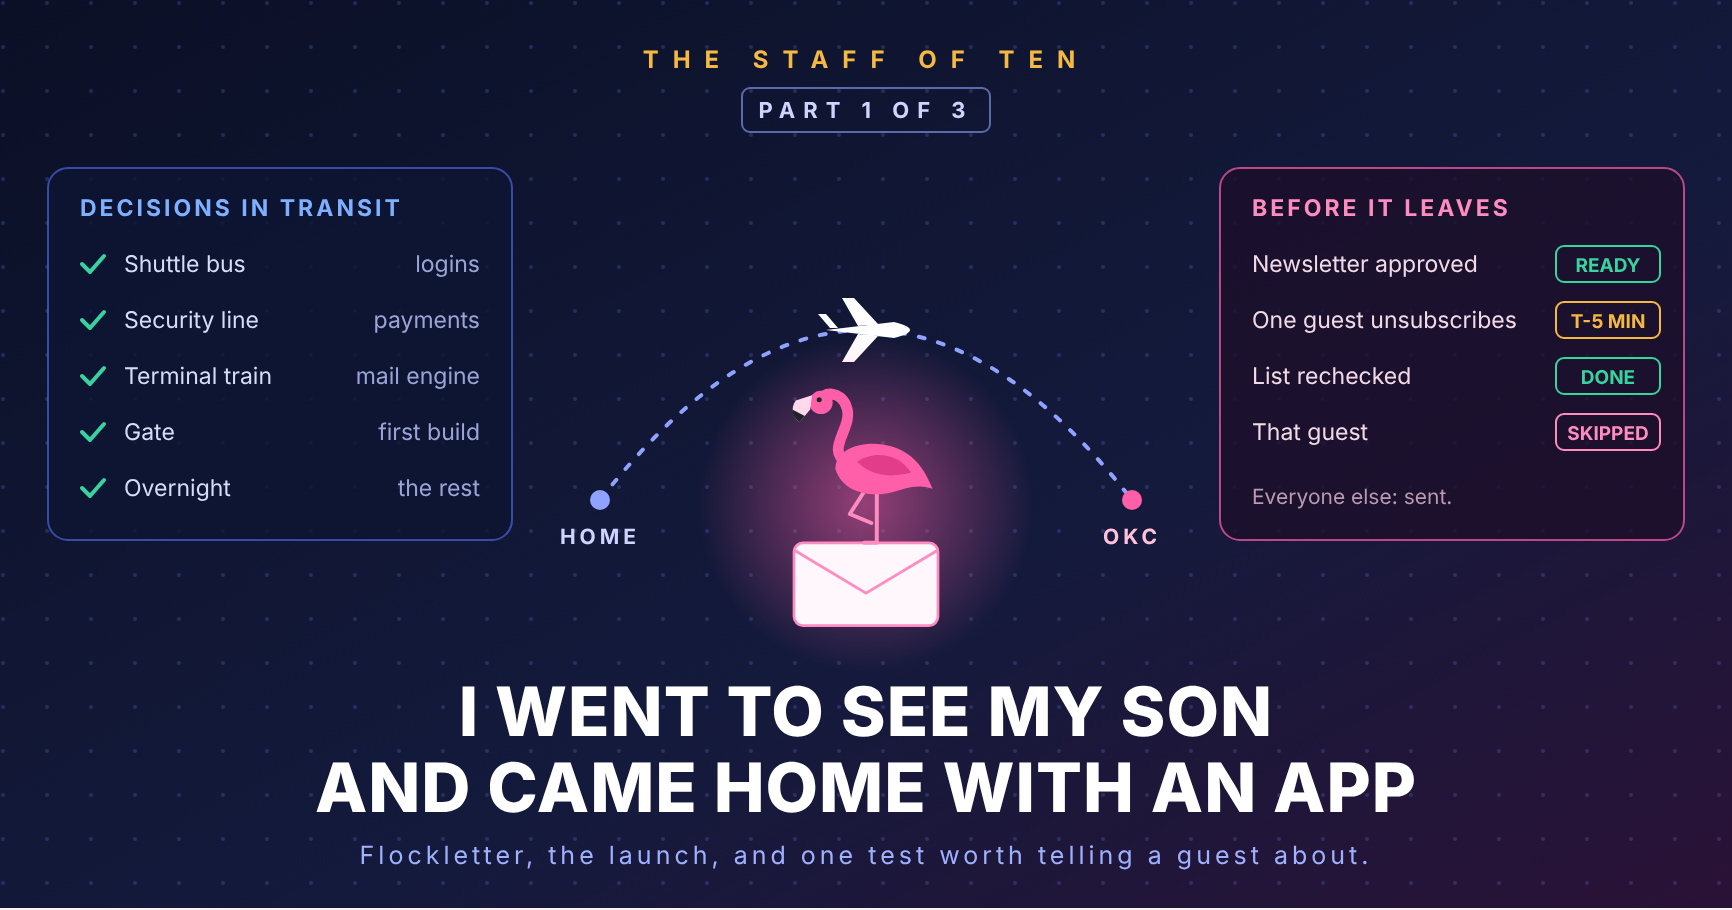 THE STAFF OF TEN
PART 1 OF 3
DECISIONS IN TRANSIT
Shuttle bus logins
Security line payments
Terminal train mail engine
Gate first build
Overnight the rest
HOME
OKC
BEFORE IT LEAVES
Newsletter approved READY
One guest unsubscribes T-5 MIN
List rechecked DONE
That guest SKIPPED
Everyone else: sent.
I WENT TO SEE MY SON
AND CAME HOME WITH AN APP
Flockletter, the launch, and one test worth telling a guest about.